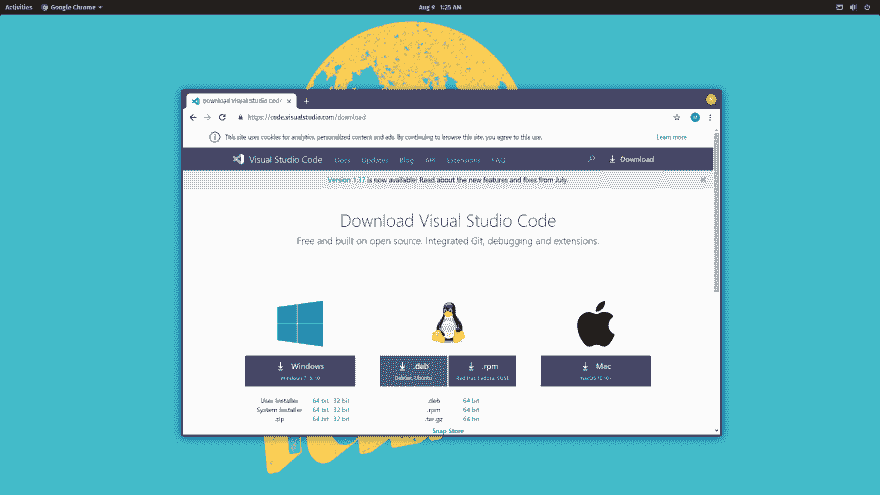 Activities Google Chrome Aug 9 1:25 AM
Download Visual Studio Code
https://code.visualstudio.com/download
This site uses cookies for analytics, personalized content and ads. By continuing to browse this site, you agree to this use. Learn more
Visual Studio Code Docs Updates Blog API Extensions FAQ Download
Version 1.37 is now available! Read about the new features and fixes from July.
Download Visual Studio Code
Free and built on open source. Integrated Git, debugging and extensions.
Windows .deb .rpm Mac
Windows 7, 8, 10 Debian, Ubuntu Red Hat, Fedora, SUSE
User Installer 64 bit 32 bit .deb 64 bit
System Installer 64 bit 32 bit .rpm 64 bit
.zip 64 bit 32 bit .tar.gz 64 bit
Snap Store